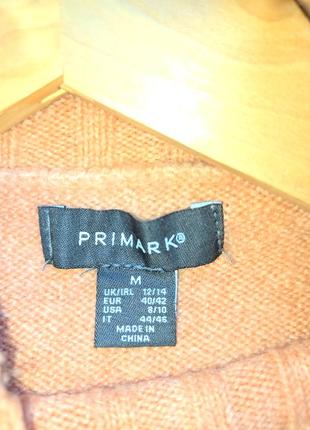 PRIMARK®
M
UK/IRL 12/14
EUR 40/42
USA 8/10
IT 44/46
MADE IN
CHINA